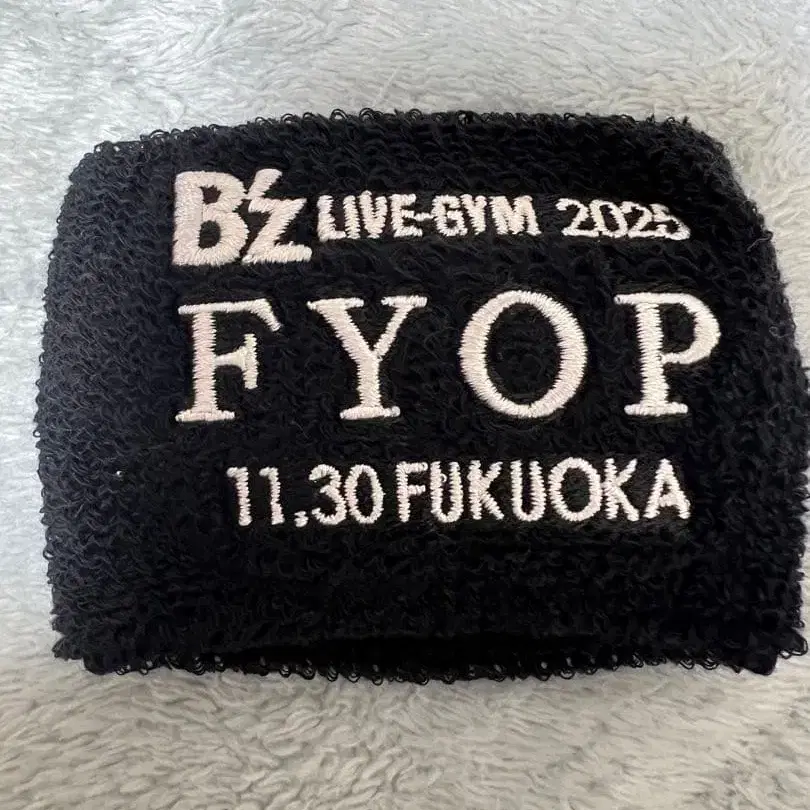 B'z LIVE-GYM 2025
FYOP
11.30 FUKUOKA